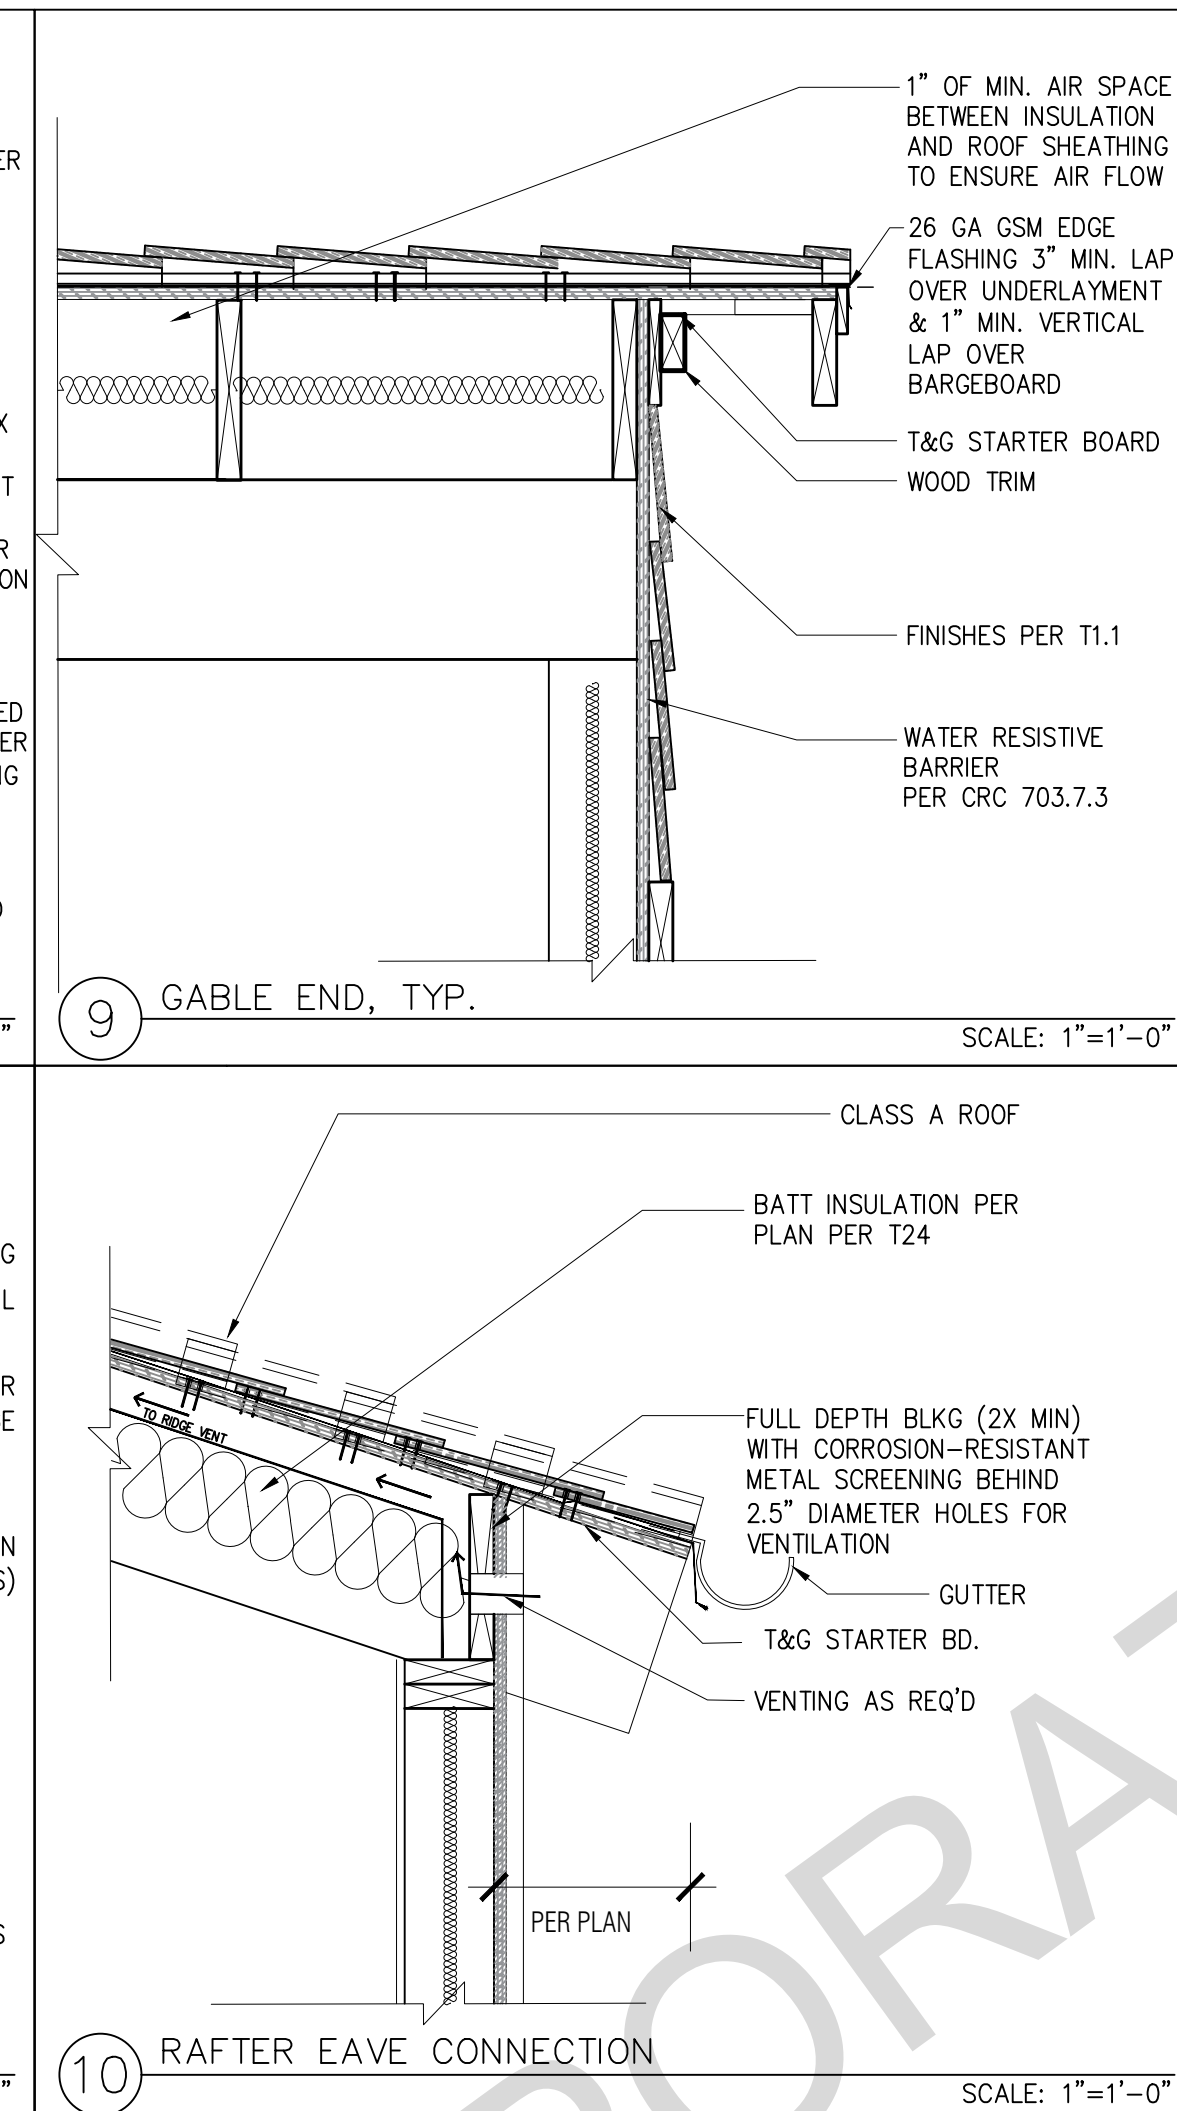 1” OF MIN. AIR SPACE
BETWEEN INSULATION
AND ROOF SHEATHING
TO ENSURE AIR FLOW
26 GA GSM EDGE
FLASHING 3” MIN. LAP
OVER UNDERLAYMENT
& 1” MIN. VERTICAL
LAP OVER
BARGEBOARD
T&G STARTER BOARD
WOOD TRIM
FINISHES PER T1.1
WATER RESISTIVE
BARRIER
PER CRC 703.7.3
9 GABLE END, TYP.
SCALE: 1”=1’-0”
CLASS A ROOF
BATT INSULATION PER
PLAN PER T24
TO RIDGE VENT
FULL DEPTH BLKG (2X MIN)
WITH CORROSION-RESISTANT
METAL SCREENING BEHIND
2.5” DIAMETER HOLES FOR
VENTILATION
GUTTER
T&G STARTER BD.
VENTING AS REQ’D
PER PLAN
10 RAFTER EAVE CONNECTION
SCALE: 1”=1’-0”